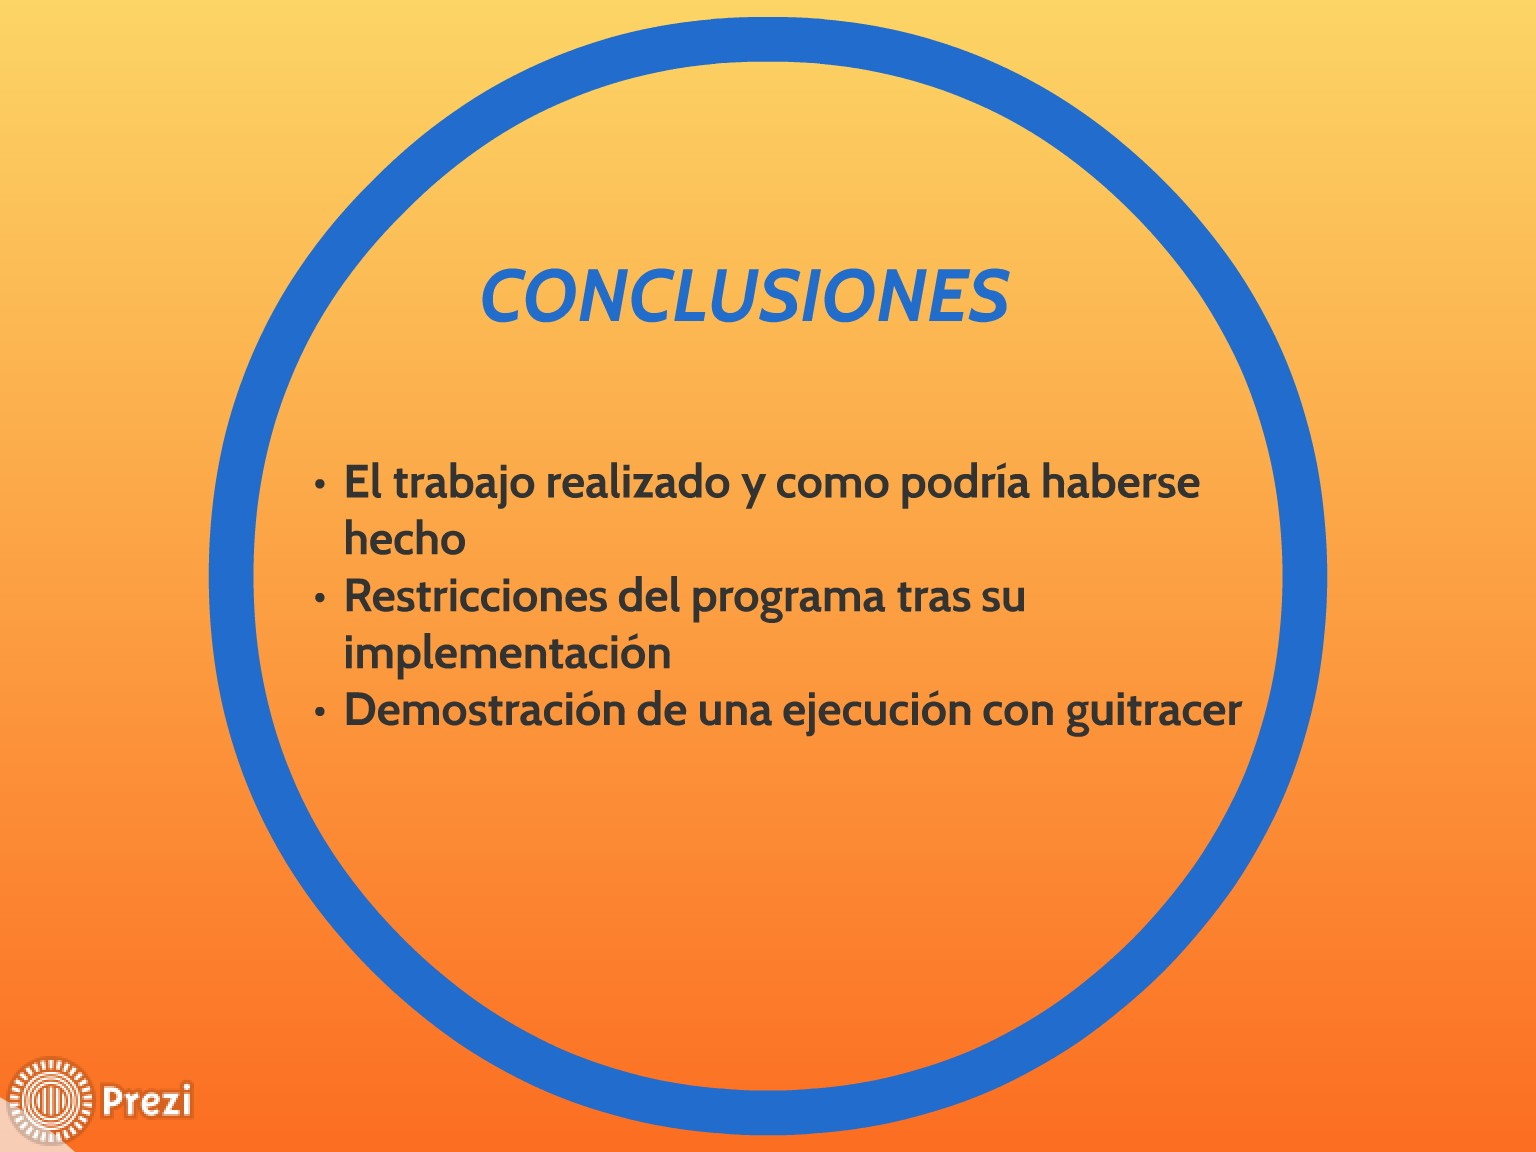 CONCLUSIONES
• El trabajo realizado y como podría haberse
hecho
• Restricciones del programa tras su
implementación
• Demostración de una ejecución con guitracer
Prezi